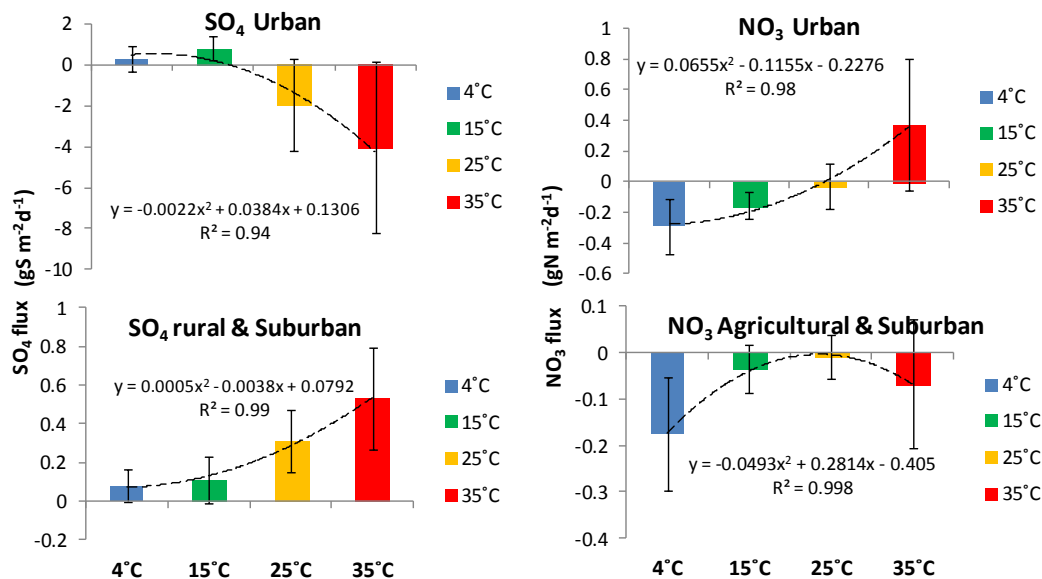 SO₄ Urban
2
0
-2
-4
-6
-8
-10
y = -0.0022x² + 0.0384x + 0.1306
R² = 0.94
4˚C
15˚C
25˚C
35˚C
NO₃ Urban
1
0.8
0.6
0.4
0.2
0
-0.2
-0.4
-0.6
y = 0.0655x² - 0.1155x - 0.2276
R² = 0.98
4˚C
15˚C
25˚C
35˚C
SO₄ flux (gS m⁻²d⁻¹)
SO₄ rural & Suburban
1
0.8
0.6
0.4
0.2
0
-0.2
y = 0.0005x² - 0.0038x + 0.0792
R² = 0.99
4˚C
15˚C
25˚C
35˚C
4˚C 15˚C 25˚C 35˚C
NO₃ flux (gN m⁻²d⁻¹)
NO₃ Agricultural & Suburban
0.1
0
-0.1
-0.2
-0.3
-0.4
y = -0.0493x² + 0.2814x - 0.405
R² = 0.998
4˚C
15˚C
25˚C
35˚C
4˚C 15˚C 25˚C 35˚C